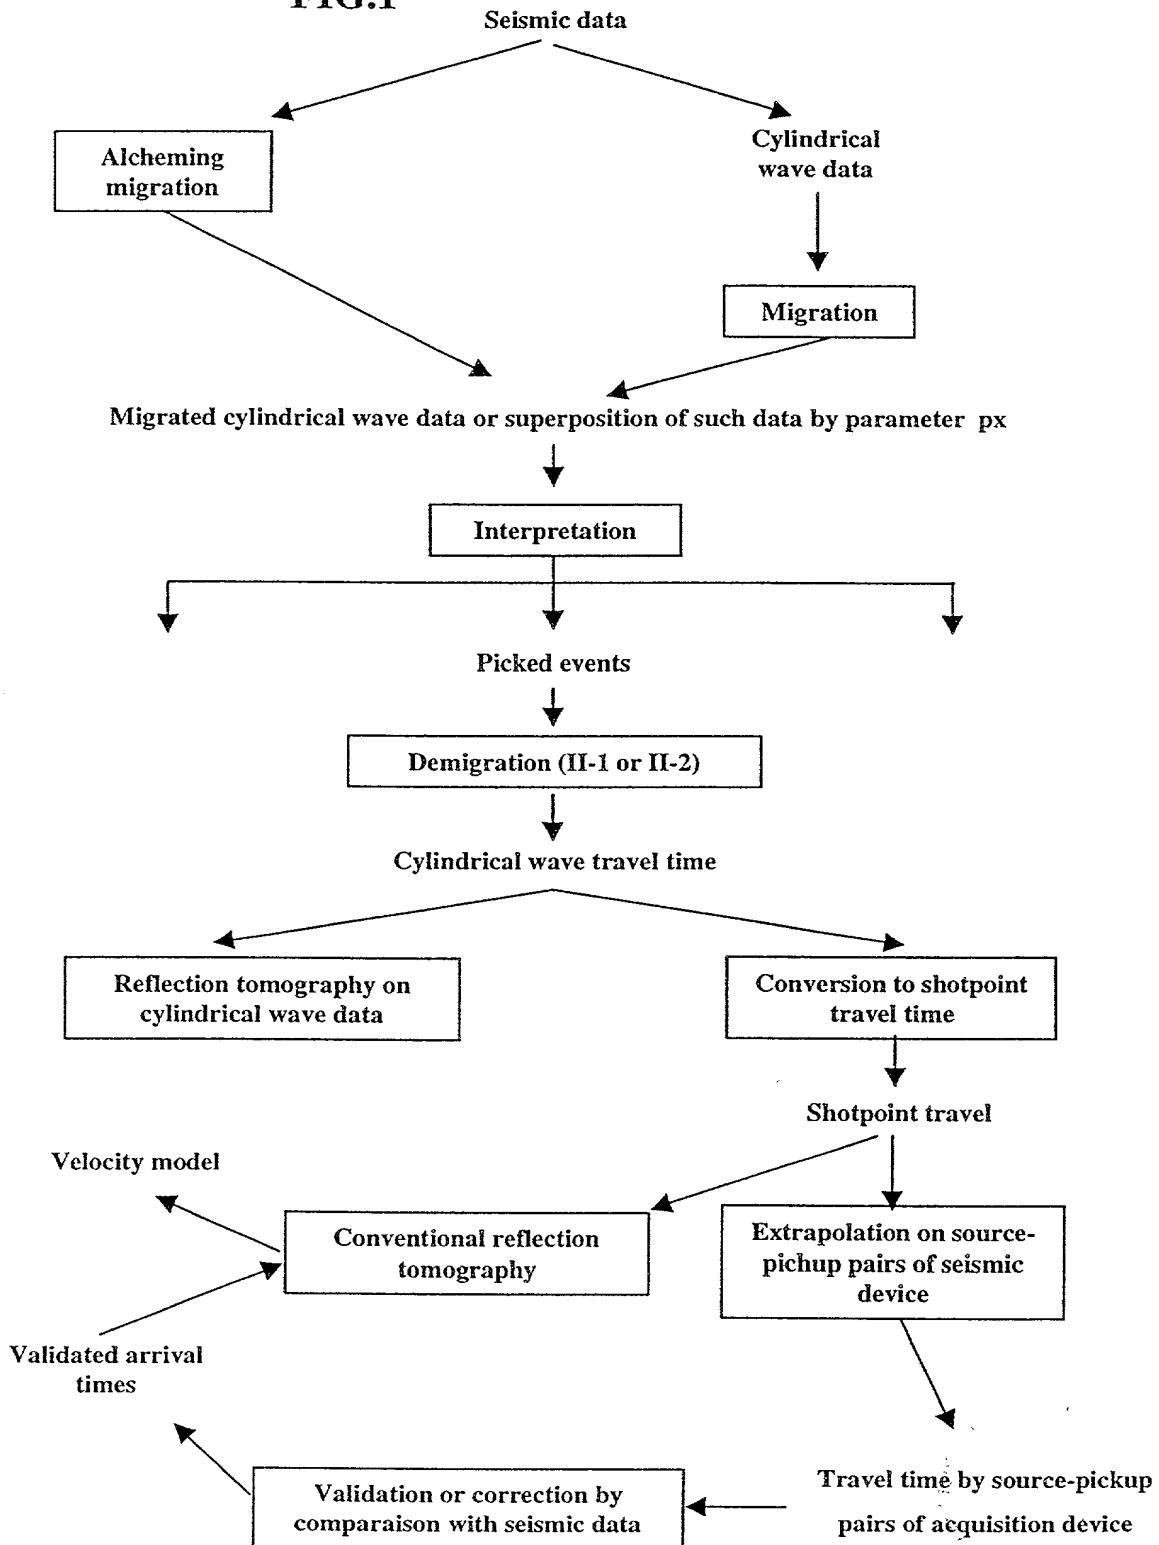 FIG.1
Seismic data
Alcheming
migration
Cylindrical
wave data
Migration
Migrated cylindrical wave data or superposition of such data by parameter px
Interpretation
Picked events
Demigration (II-1 or II-2)
Cylindrical wave travel time
Reflection tomography on
cylindrical wave data
Conversion to shotpoint
travel time
Shotpoint travel
Velocity model
Conventional reflection
tomography
Extrapolation on source-
pichup pairs of seismic
device
Validated arrival
times
Validation or correction by
comparaison with seismic data
Travel time by source-pickup
pairs of acquisition device